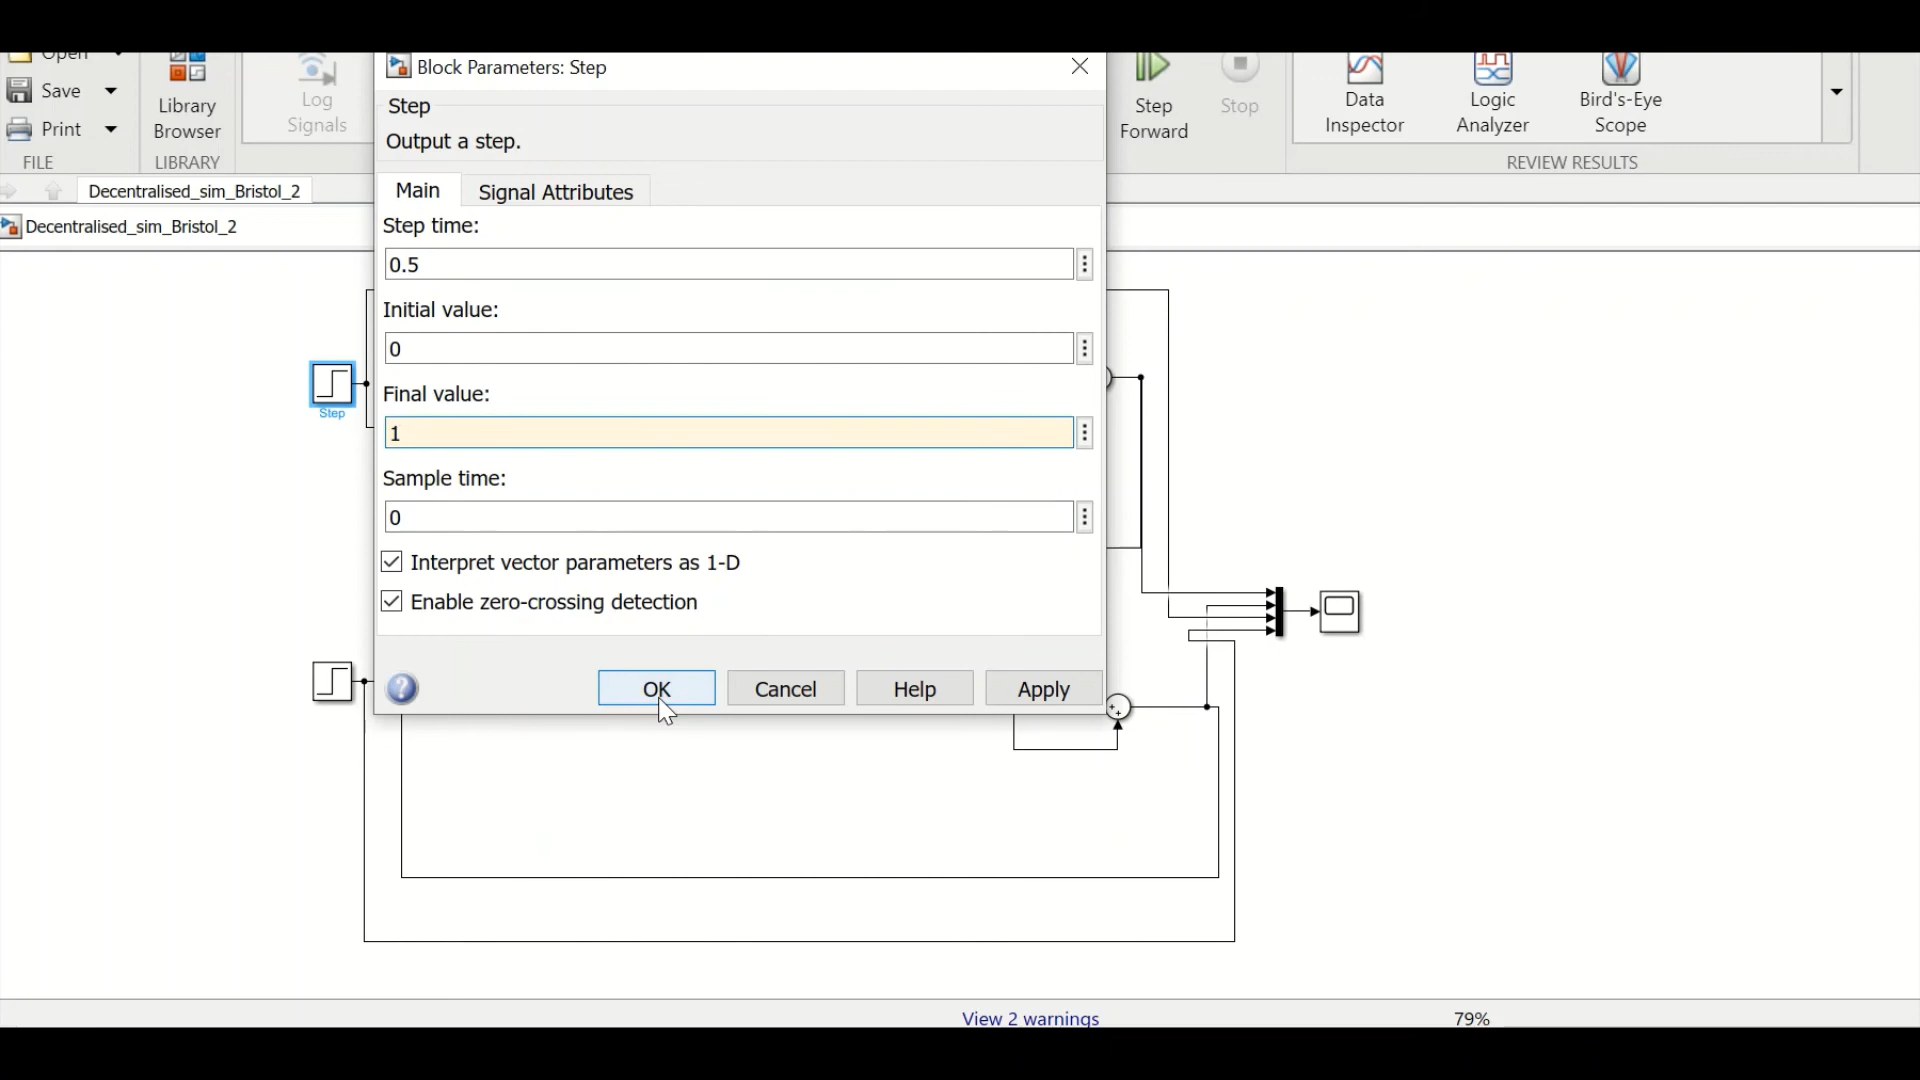 Open
Save
Print
FILE
Library
Browser
LIBRARY
Log
Signals
Block Parameters: Step
Step
Forward
Stop
Data
Inspector
Logic
Analyzer
Bird's-Eye
Scope
REVIEW RESULTS
Decentralised_sim_Bristol_2
Decentralised_sim_Bristol_2
Step
Output a step.
Main
Signal Attributes
Step time:
0.5
Initial value:
0
Final value:
1
Sample time:
0
Interpret vector parameters as 1-D
Enable zero-crossing detection
OK
Cancel
Help
Apply
Step
View 2 warnings
79%